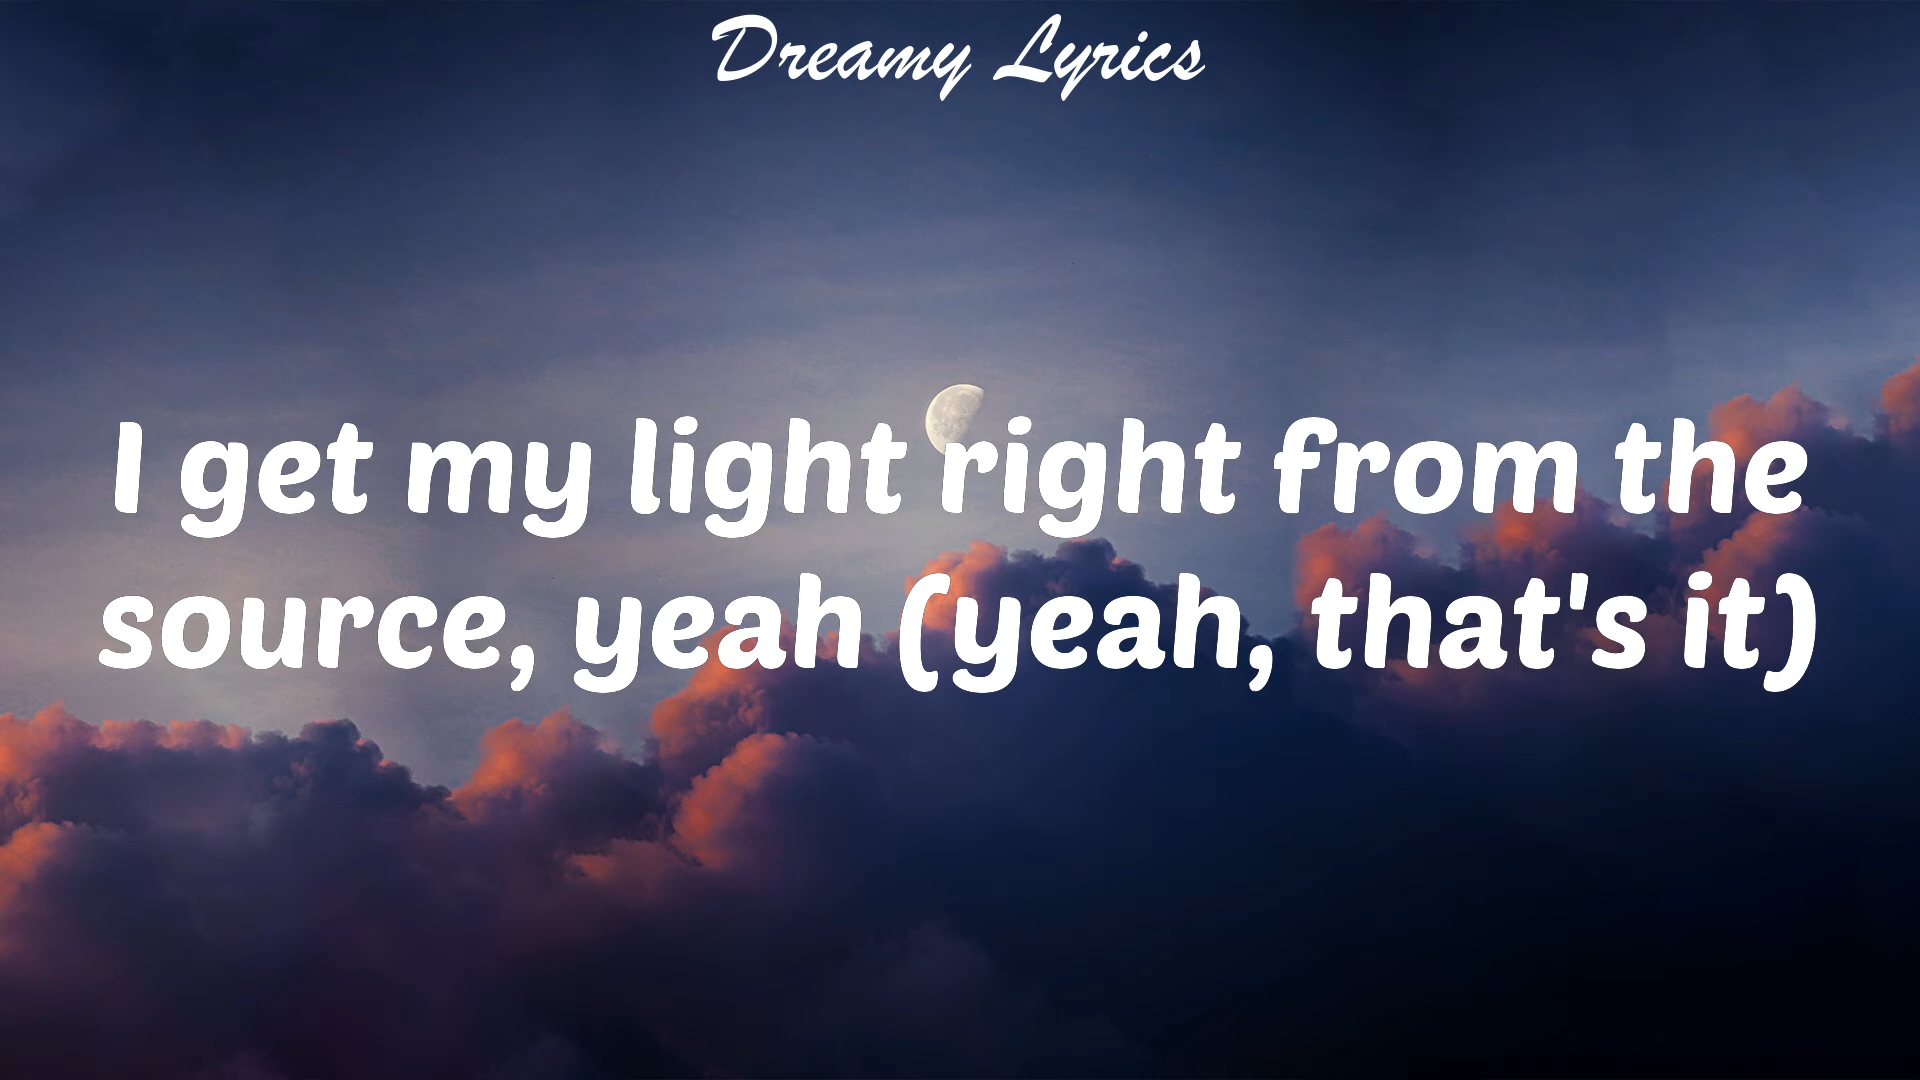 Dreamy Lyrics
I get my light right from the
source, yeah (yeah, that's it)